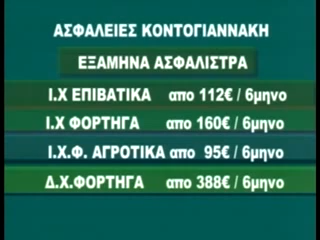 ΑΣΦΑΛΕΙΕΣ ΚΟΝΤΟΓΙΑΝΝΑΚΗ
ΕΞΑΜΗΝΑ ΑΣΦΑΛΙΣΤΡΑ
Ι.Χ ΕΠΙΒΑΤΙΚΑ απο 112€ / 6μηνο
Ι.Χ ΦΟΡΤΗΓΑ απο 160€ / 6μηνο
Ι.Χ.Φ. ΑΓΡΟΤΙΚΑ απο 95€ / 6μηνο
Δ.Χ.ΦΟΡΤΗΓΑ απο 388€ / 6μηνο